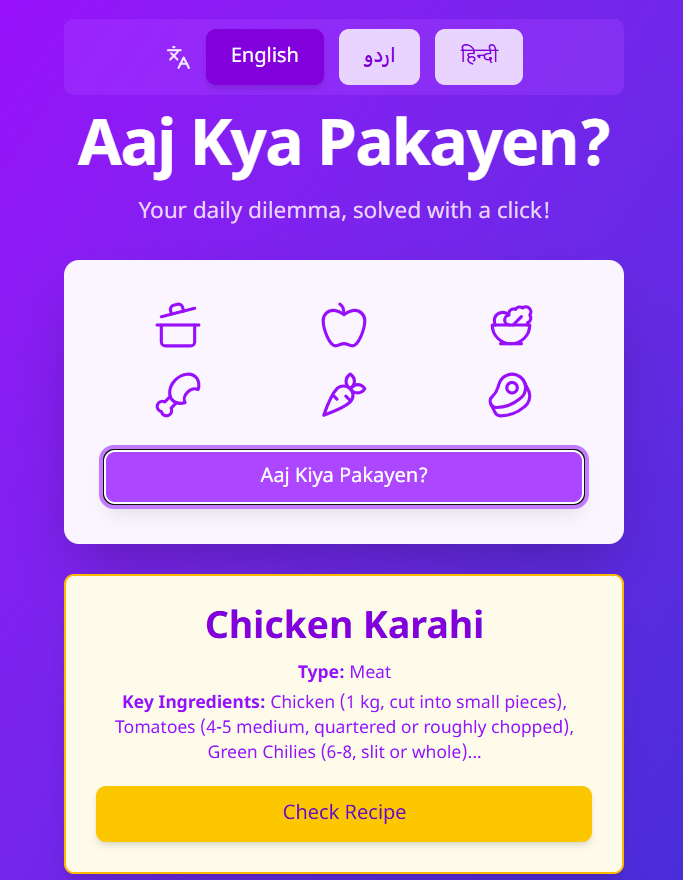 English
اردو
हिन्दी
Aaj Kya Pakayen?
Your daily dilemma, solved with a click!
Aaj Kiya Pakayen?
Chicken Karahi
Type: Meat
Key Ingredients: Chicken (1 kg, cut into small pieces),
Tomatoes (4-5 medium, quartered or roughly chopped),
Green Chilies (6-8, slit or whole)...
Check Recipe